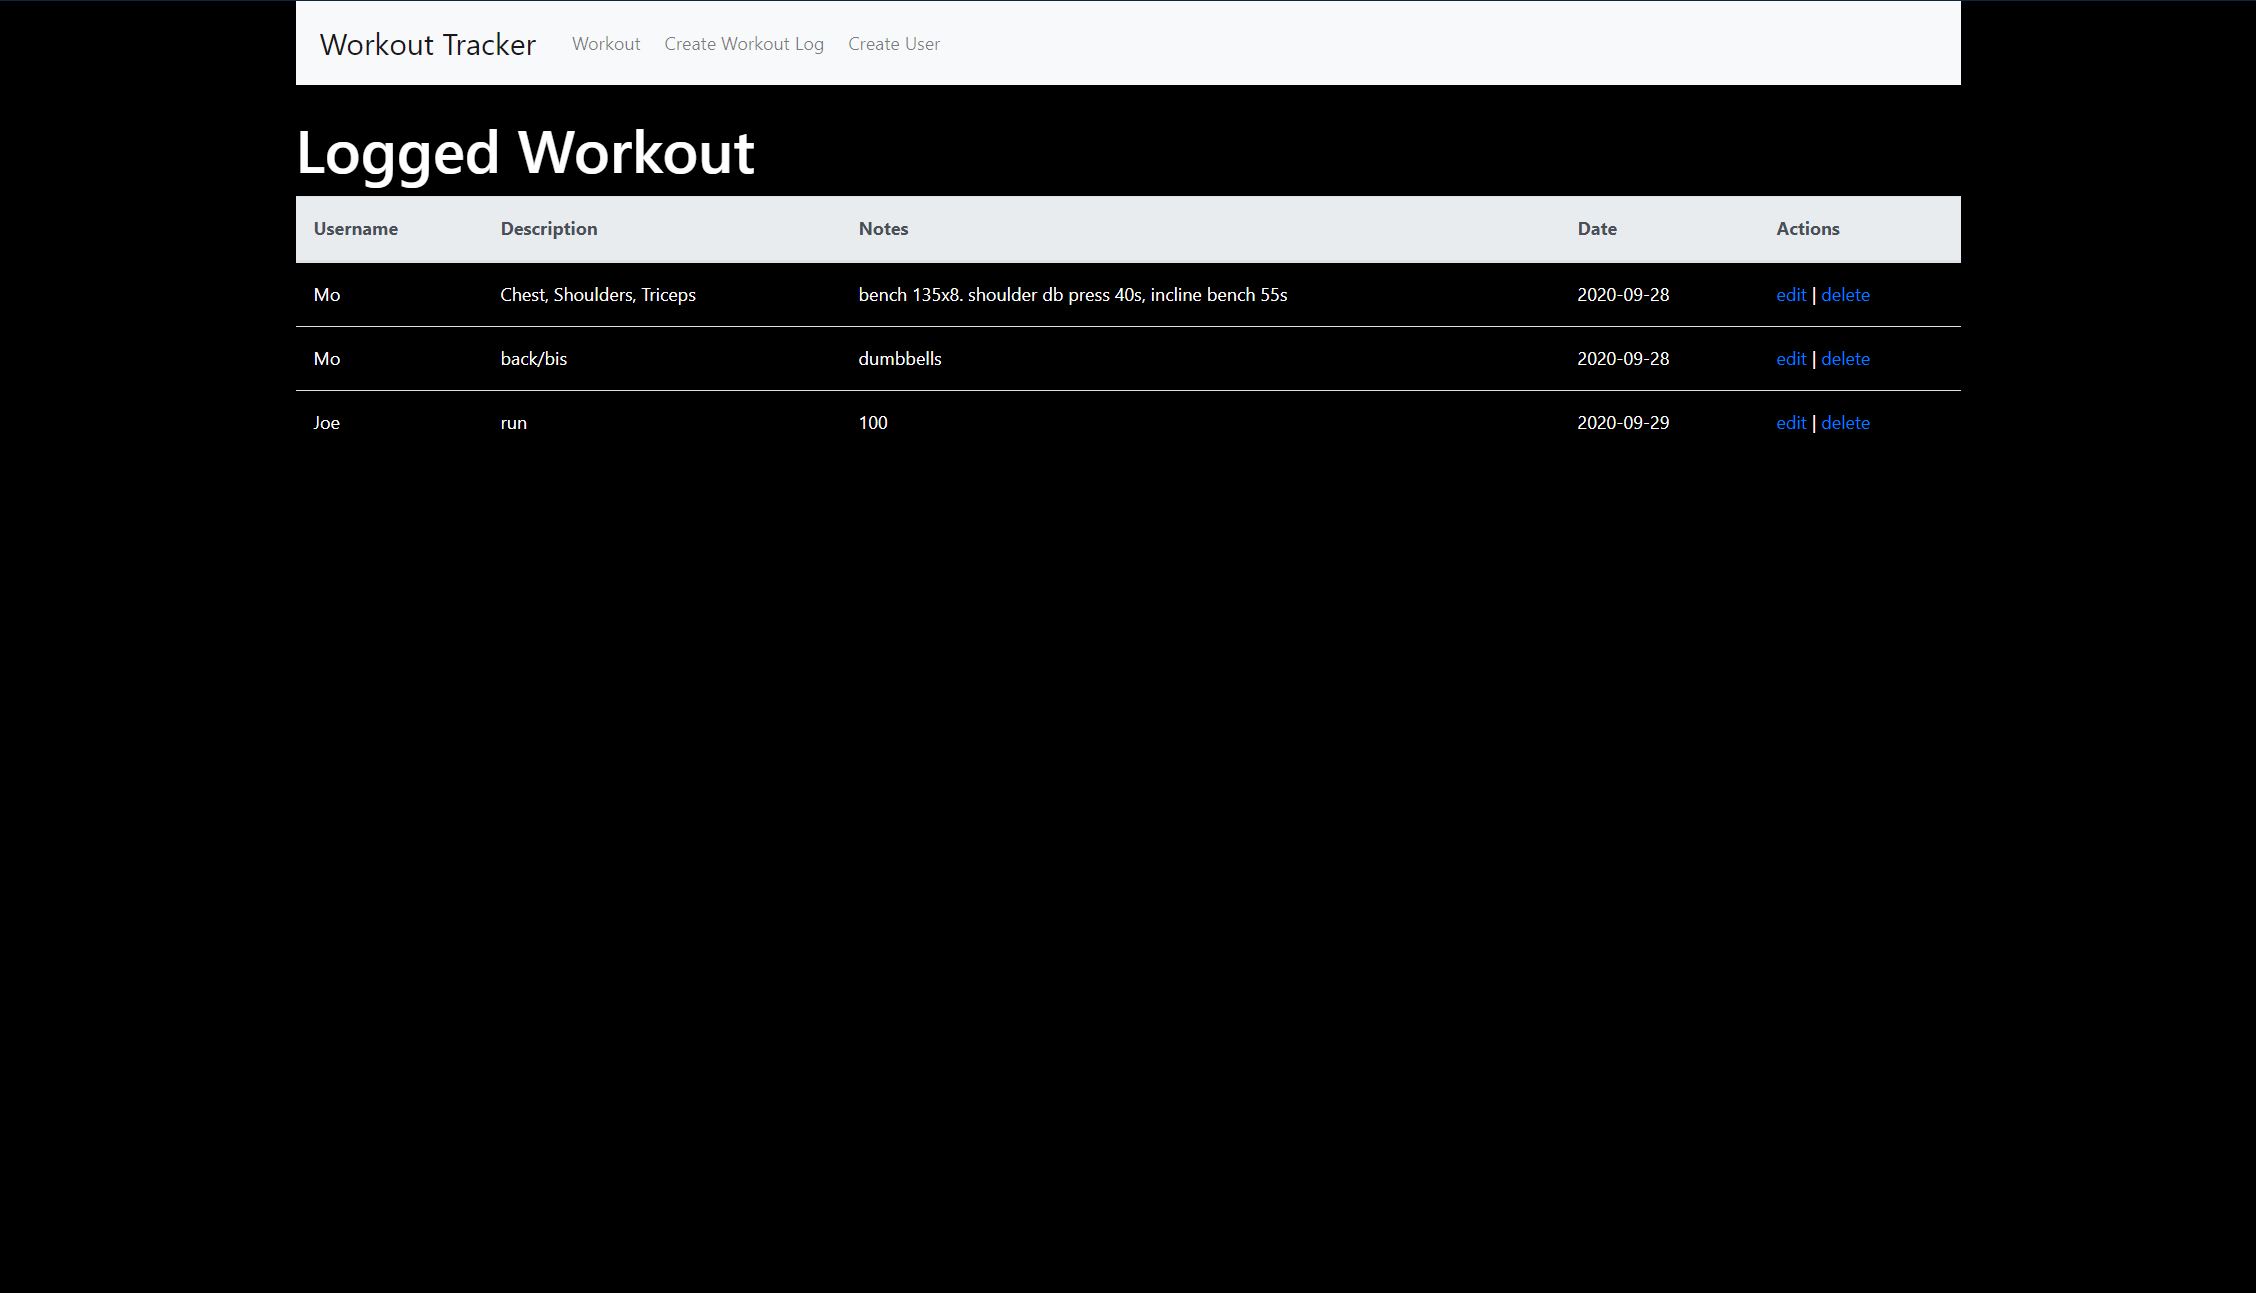 Workout Tracker Workout Create Workout Log Create User
Logged Workout
Username Description Notes Date Actions
Mo Chest, Shoulders, Triceps bench 135x8. shoulder db press 40s, incline bench 55s 2020-09-28 edit | delete
Mo back/bis dumbbells 2020-09-28 edit | delete
Joe run 100 2020-09-29 edit | delete